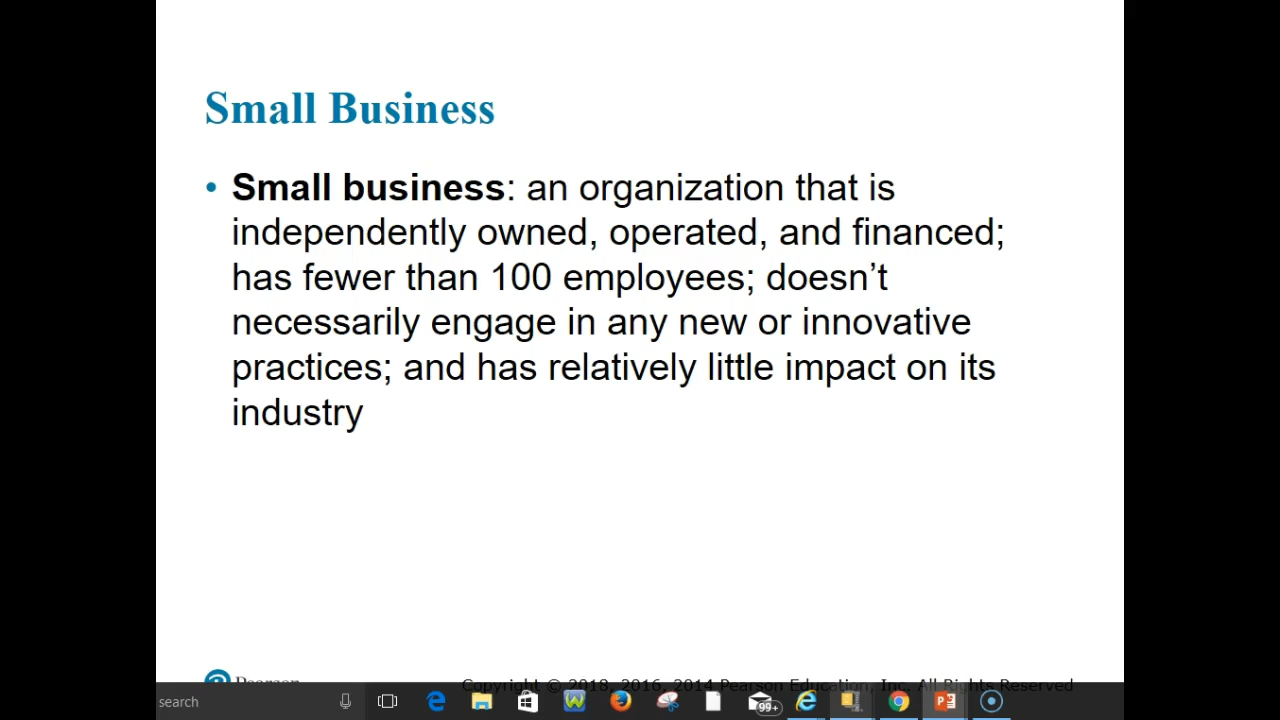 Small Business
• Small business: an organization that is
independently owned, operated, and financed;
has fewer than 100 employees; doesn’t
necessarily engage in any new or innovative
practices; and has relatively little impact on its
industry
Pearson
Copyright © 2018, 2016, 2014 Pearson Education, Inc. All Rights Reserved
search
99+